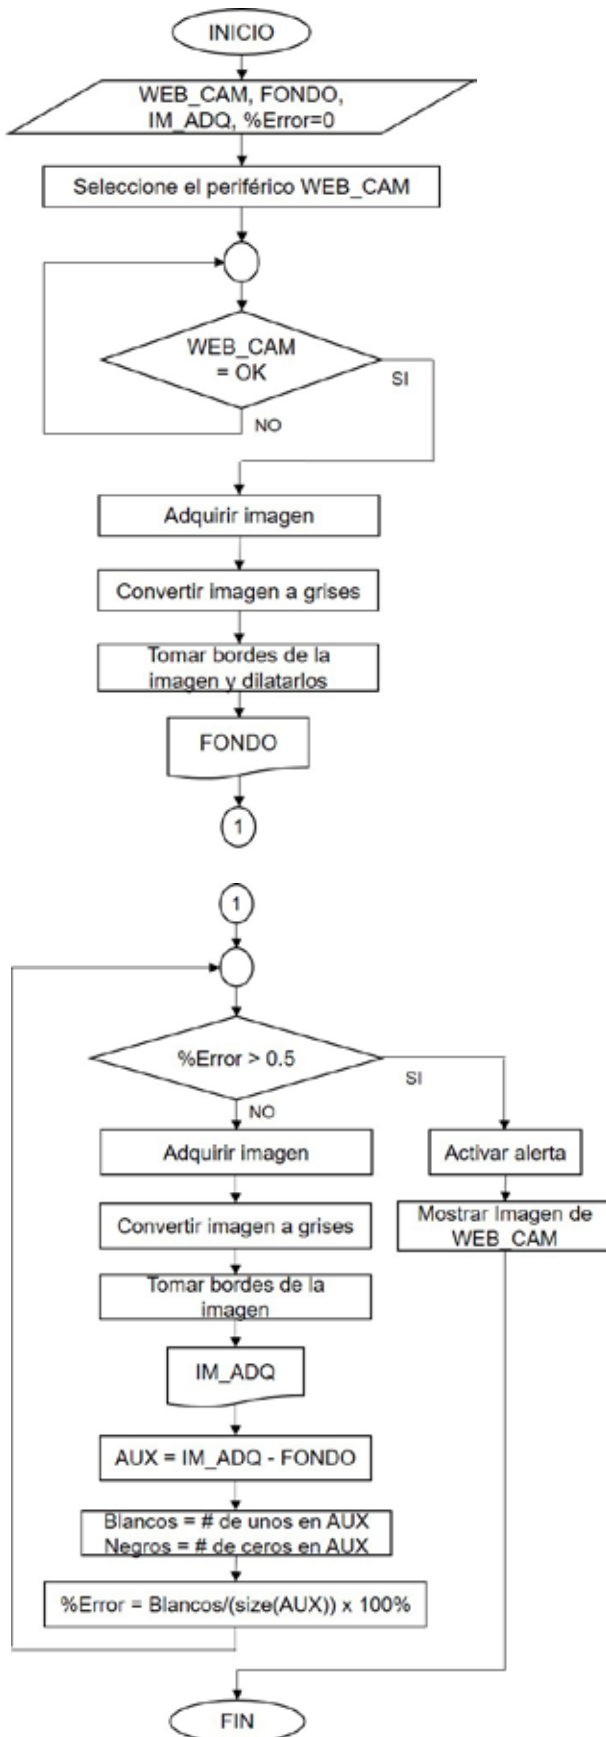 INICIO
WEB_CAM, FONDO,
IM_ADQ, %Error=0
Seleccione el periférico WEB_CAM
WEB_CAM
= OK
SI
NO
Adquirir imagen
Convertir imagen a grises
Tomar bordes de la
imagen y dilatarlos
FONDO
1
1
%Error > 0.5
SI
NO
Adquirir imagen
Activar alerta
Convertir imagen a grises
Mostrar Imagen de
WEB_CAM
Tomar bordes de la
imagen
IM_ADQ
AUX = IM_ADQ - FONDO
Blancos = # de unos en AUX
Negros = # de ceros en AUX
%Error = Blancos/(size(AUX)) x 100%
FIN